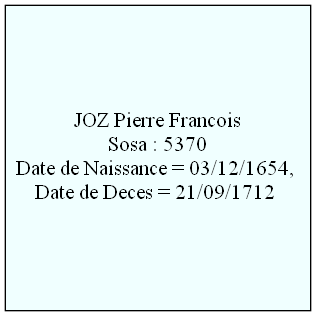 JOZ Pierre Francois
Sosa : 5370
Date de Naissance = 03/12/1654,
Date de Deces = 21/09/1712